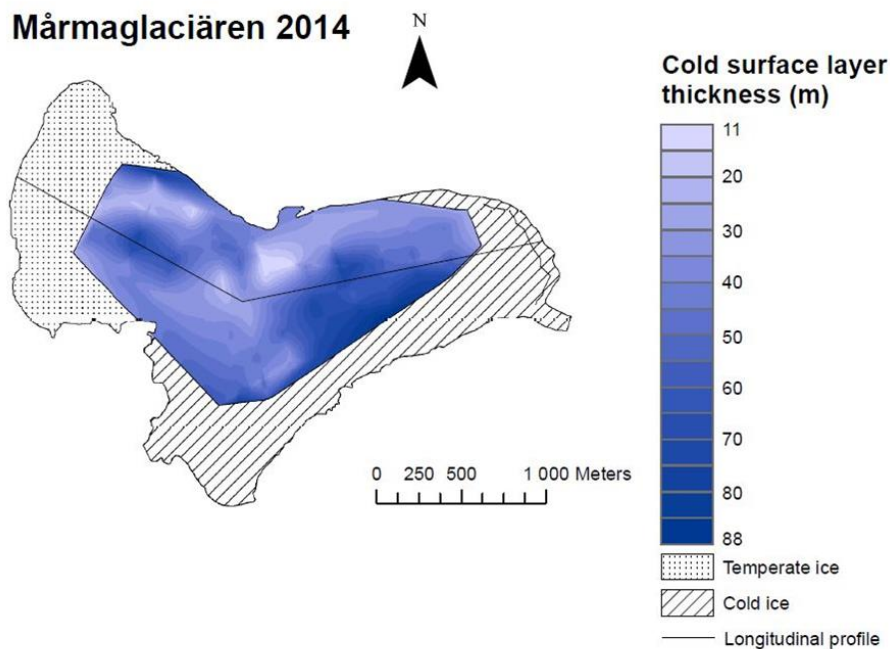 Mårmaglaciären 2014
N
Cold surface layer
thickness (m)
11
20
30
40
50
60
70
80
88
0 250 500 1 000 Meters
Temperate ice
Cold ice
Longitudinal profile